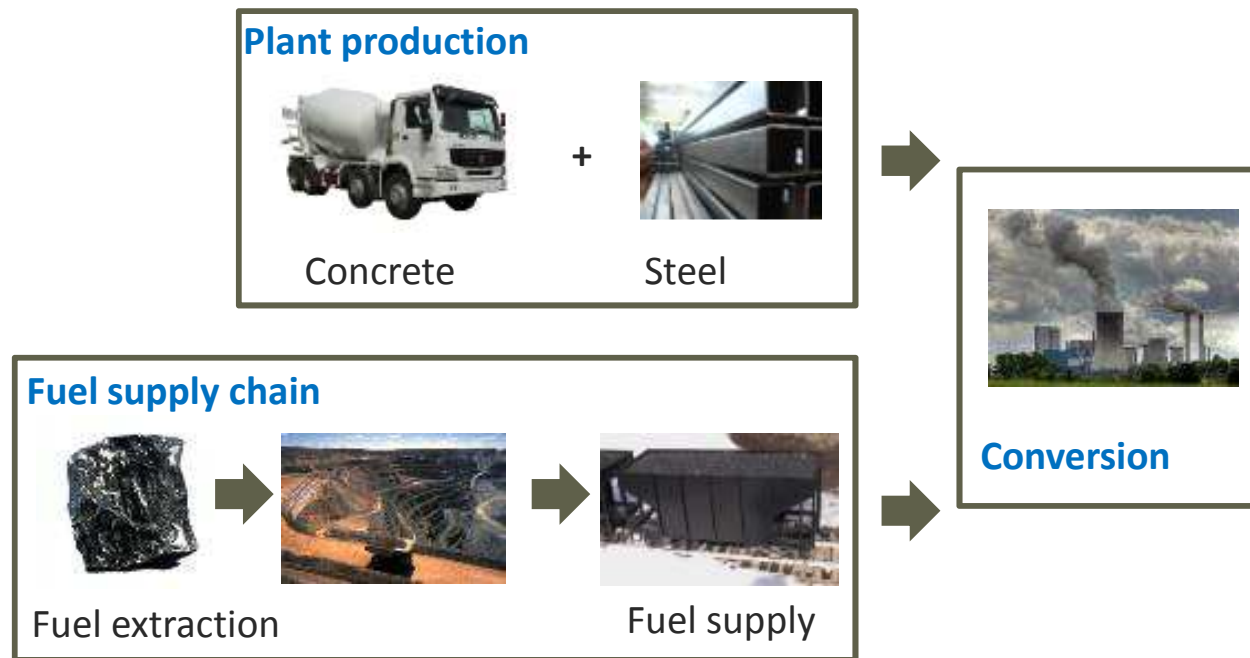 Plant production
+
Concrete
Steel
Fuel supply chain
Conversion
Fuel extraction
Fuel supply